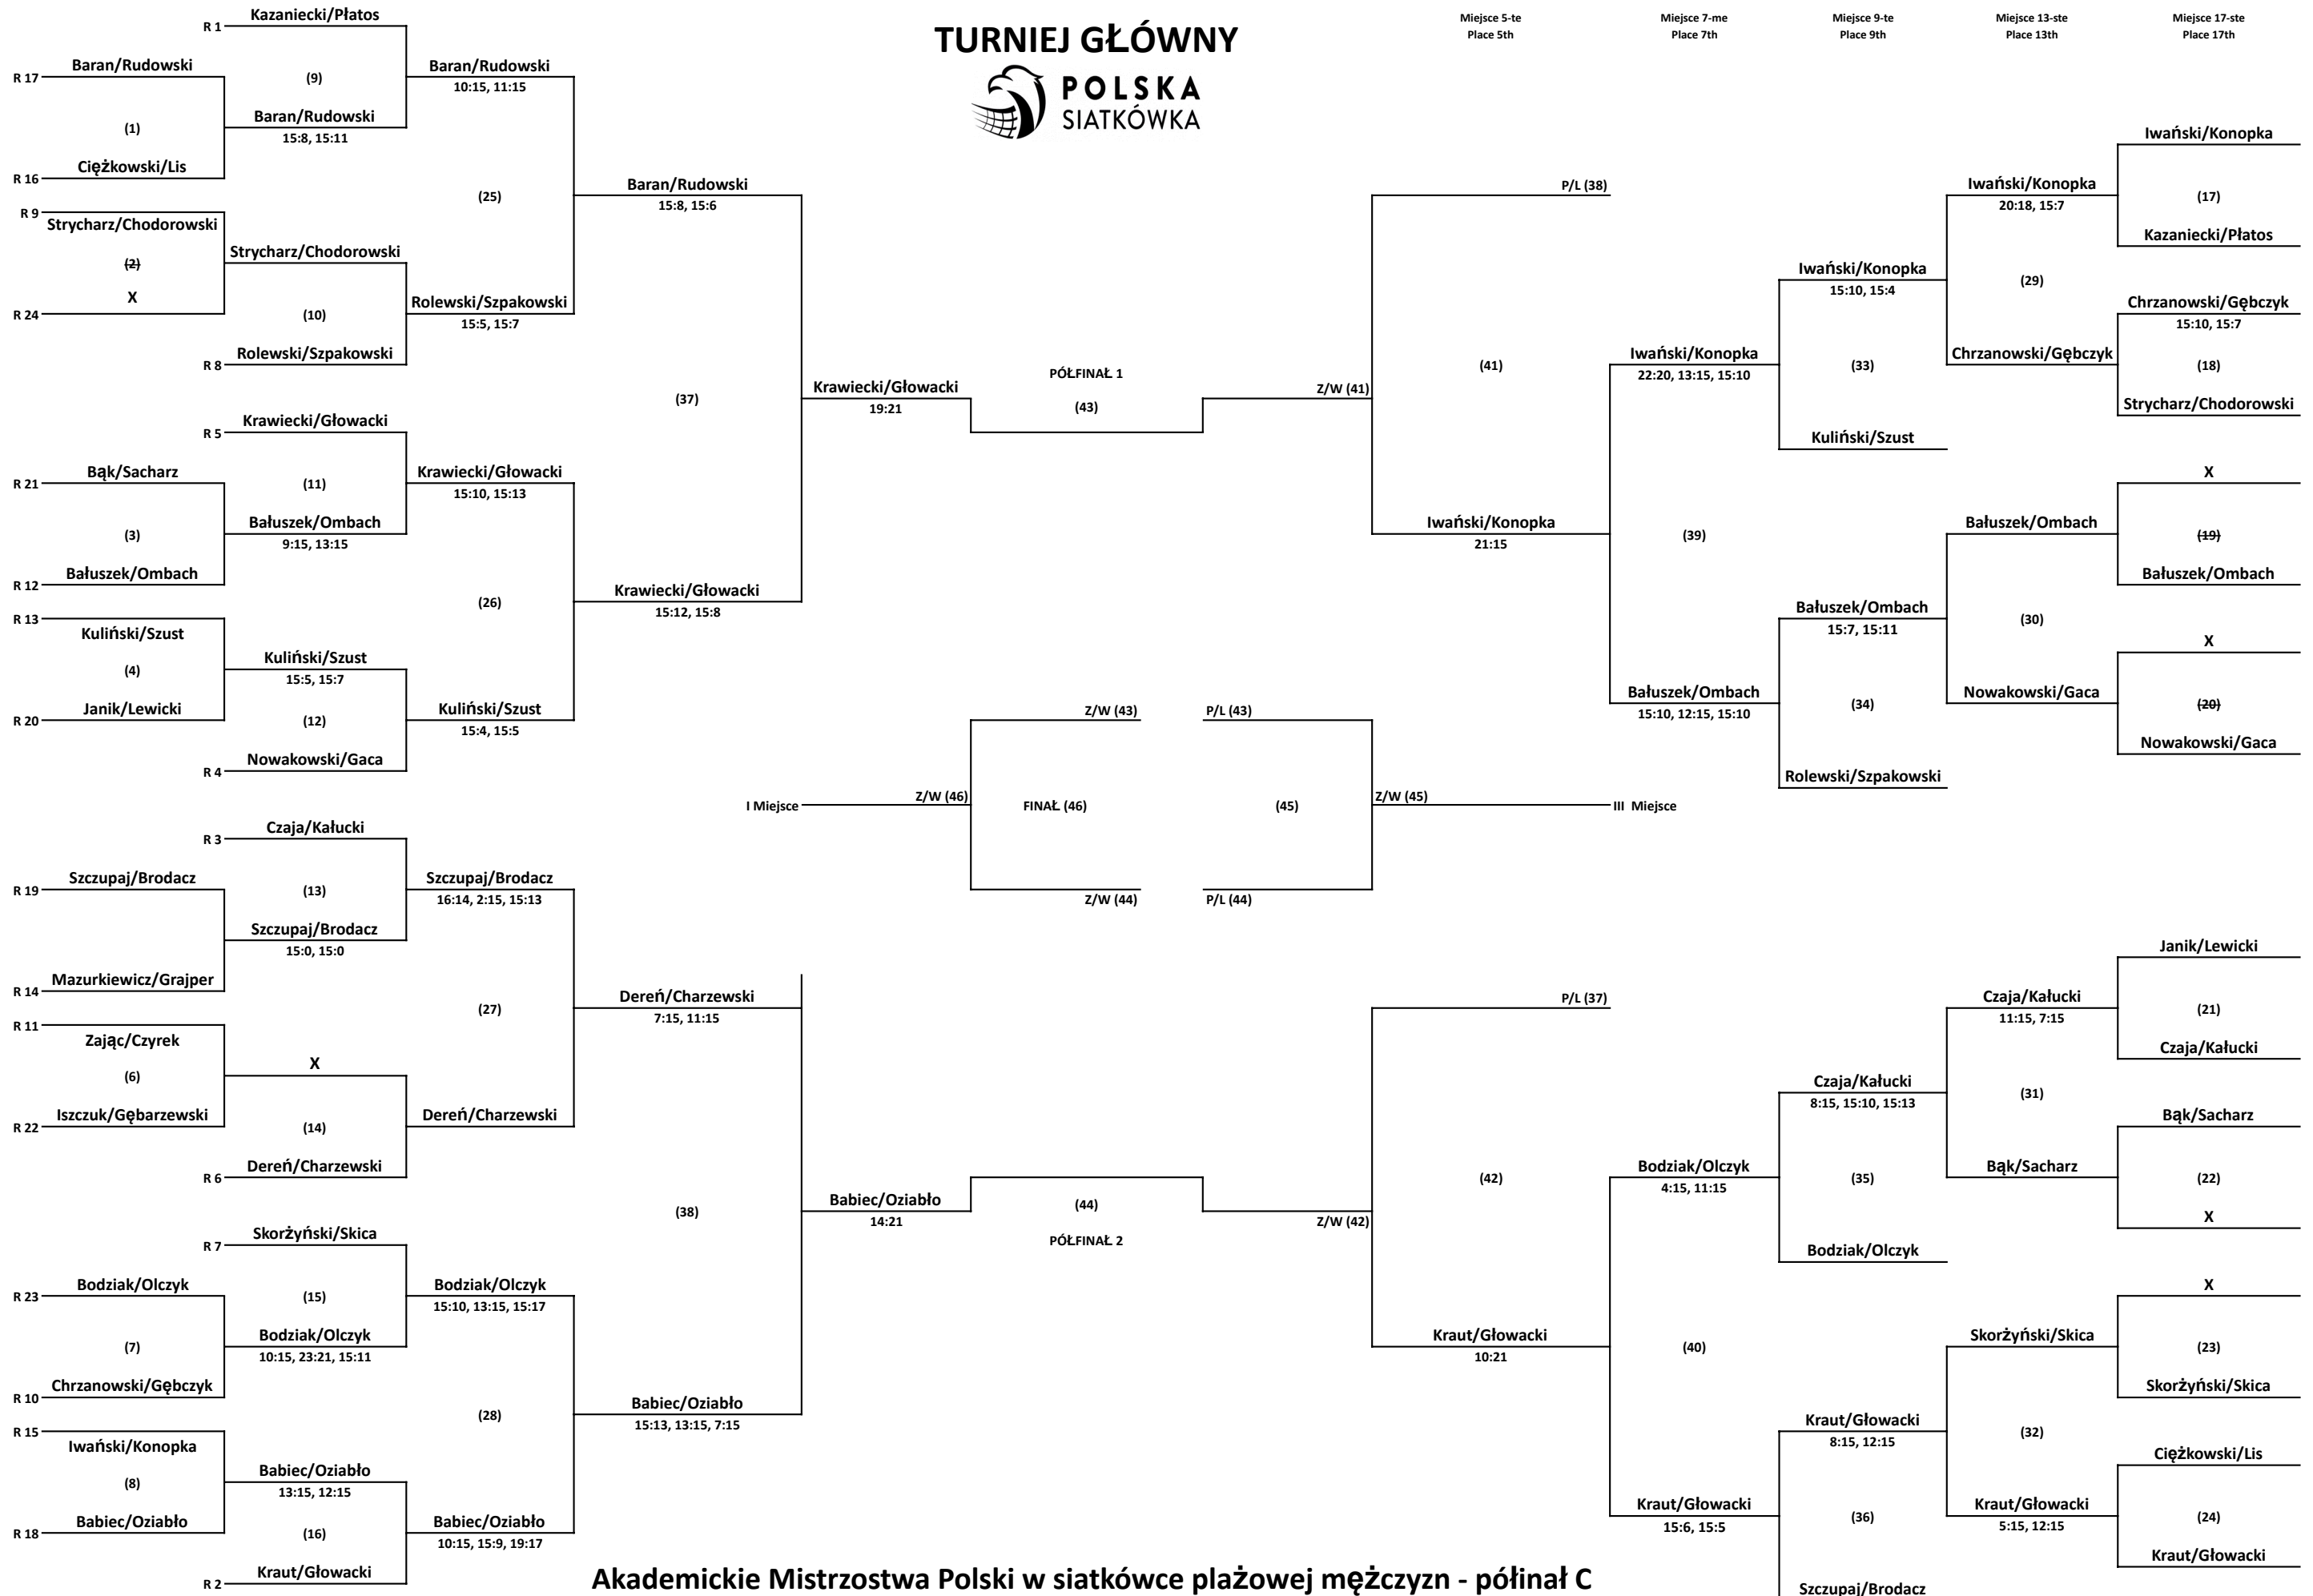 TURNIEJ GŁÓWNY
POLSKA
SIATKÓWKA
Miejsce 5-te
Place 5th
Miejsce 7-me
Place 7th
Miejsce 9-te
Place 9th
Miejsce 13-ste
Place 13th
Miejsce 17-ste
Place 17th
R 1
Kazaniecki/Płatos
R 17
Baran/Rudowski
(1)
R 16
Ciężkowski/Lis
(9)
Baran/Rudowski
15:8, 15:11
Baran/Rudowski
10:15, 11:15
R 9
Strycharz/Chodorowski
(2)
X
R 24
Strycharz/Chodorowski
(10)
R 8
Rolewski/Szpakowski
Rolewski/Szpakowski
15:5, 15:7
(25)
Baran/Rudowski
15:8, 15:6
R 5
Krawiecki/Głowacki
R 21
Bąk/Sacharz
(3)
R 12
Bałuszek/Ombach
(11)
Bałuszek/Ombach
9:15, 13:15
Krawiecki/Głowacki
15:10, 15:13
R 13
Kuliński/Szust
(4)
R 20
Janik/Lewicki
Kuliński/Szust
15:5, 15:7
(12)
R 4
Nowakowski/Gaca
Kuliński/Szust
15:4, 15:5
(26)
Krawiecki/Głowacki
15:12, 15:8
(37)
Krawiecki/Głowacki
19:21
PÓŁFINAŁ 1
(43)
R 3
Czaja/Kałucki
R 19
Szczupaj/Brodacz
R 14
Mazurkiewicz/Grajper
(13)
Szczupaj/Brodacz
15:0, 15:0
Szczupaj/Brodacz
16:14, 2:15, 15:13
R 11
Zając/Czyrek
(6)
R 22
Iszczuk/Gębarzewski
X
(14)
R 6
Dereń/Charzewski
Dereń/Charzewski
(27)
Dereń/Charzewski
7:15, 11:15
R 7
Skorżyński/Skica
R 23
Bodziak/Olczyk
(7)
R 10
Chrzanowski/Gębczyk
(15)
Bodziak/Olczyk
10:15, 23:21, 15:11
Bodziak/Olczyk
15:10, 13:15, 15:17
R 15
Iwański/Konopka
(8)
R 18
Babiec/Oziabło
Babiec/Oziabło
13:15, 12:15
(16)
R 2
Kraut/Głowacki
Babiec/Oziabło
10:15, 15:9, 19:17
(28)
Babiec/Oziabło
15:13, 13:15, 7:15
(38)
Babiec/Oziabło
14:21
(44)
PÓŁFINAŁ 2
Z/W (43)
P/L (43)
I Miejsce
Z/W (46)
FINAŁ (46)
(45)
Z/W (45)
III Miejsce
Z/W (44)
P/L (44)
P/L (38)
Z/W (41)
(41)
Iwański/Konopka
21:15
Iwański/Konopka
22:20, 13:15, 15:10
(39)
Bałuszek/Ombach
15:10, 12:15, 15:10
Iwański/Konopka
15:10, 15:4
(33)
Kuliński/Szust
Bałuszek/Ombach
15:7, 15:11
(34)
Rolewski/Szpakowski
Iwański/Konopka
20:18, 15:7
(29)
Chrzanowski/Gębczyk
Bałuszek/Ombach
(30)
Nowakowski/Gaca
Iwański/Konopka
(17)
Kazaniecki/Płatos
Chrzanowski/Gębczyk
15:10, 15:7
(18)
Strycharz/Chodorowski
X
(19)
Bałuszek/Ombach
X
(20)
Nowakowski/Gaca
P/L (37)
Z/W (42)
(42)
Kraut/Głowacki
10:21
Bodziak/Olczyk
4:15, 11:15
(40)
Kraut/Głowacki
15:6, 15:5
Czaja/Kałucki
8:15, 15:10, 15:13
(35)
Bodziak/Olczyk
Kraut/Głowacki
8:15, 12:15
(36)
Szczupaj/Brodacz
Czaja/Kałucki
11:15, 7:15
(31)
Bąk/Sacharz
Skorżyński/Skica
(32)
Kraut/Głowacki
5:15, 12:15
Janik/Lewicki
(21)
Czaja/Kałucki
Bąk/Sacharz
(22)
X
X
(23)
Skorżyński/Skica
Ciężkowski/Lis
(24)
Kraut/Głowacki
Akademickie Mistrzostwa Polski w siatkówce plażowej mężczyzn - półinał C